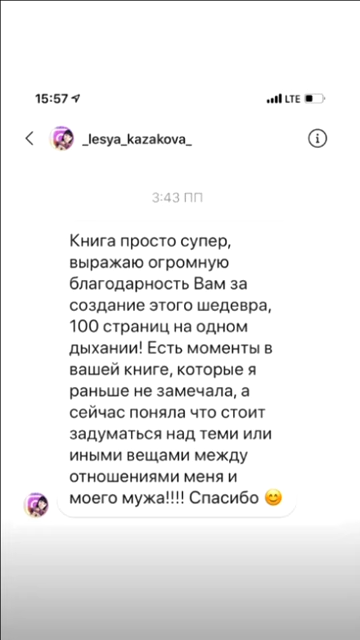 15:57
LTE
_lesya_kazakova_
3:43 ПП
Книга просто супер,
выражаю огромную
благодарность Вам за
создание этого шедевра,
100 страниц на одном
дыхании! Есть моменты в
вашей книге, которые я
раньше не замечала, а
сейчас поняла что стоит
задуматься над теми или
иными вещами между
отношениями меня и
моего мужа!!!! Спасибо 😊